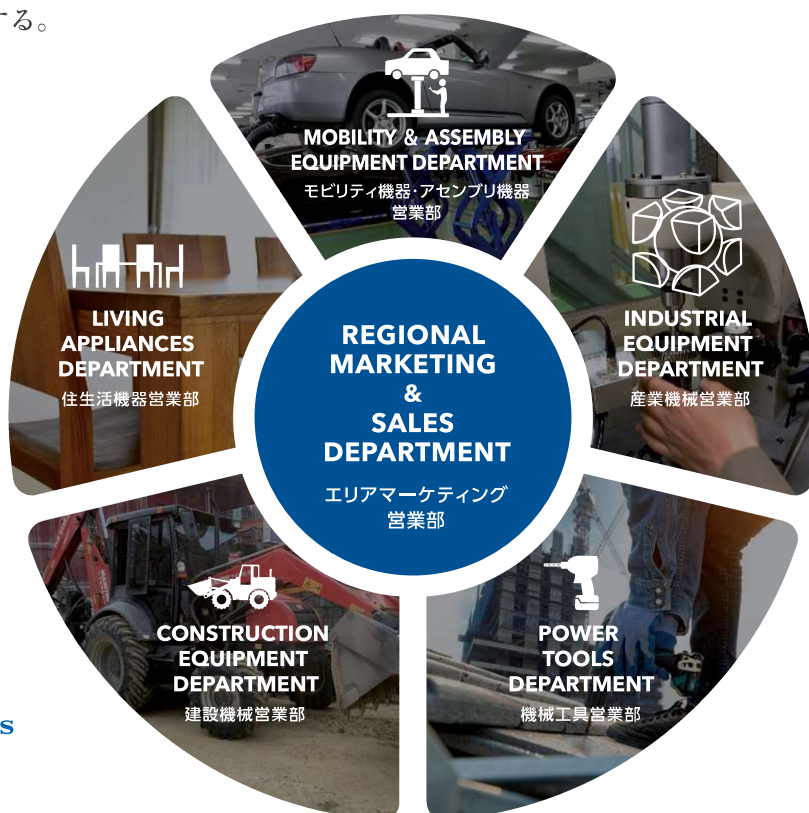 する。
MOBILITY & ASSEMBLY
EQUIPMENT DEPARTMENT
モビリティ機器・アセンブリ機器
営業部
LIVING
APPLIANCES
DEPARTMENT
住生活機器営業部
REGIONAL
MARKETING
&
SALES
DEPARTMENT
エリアマーケティング
営業部
INDUSTRIAL
EQUIPMENT
DEPARTMENT
産業機械営業部
CONSTRUCTION
EQUIPMENT
DEPARTMENT
建設機械営業部
POWER
TOOLS
DEPARTMENT
機械工具営業部
s